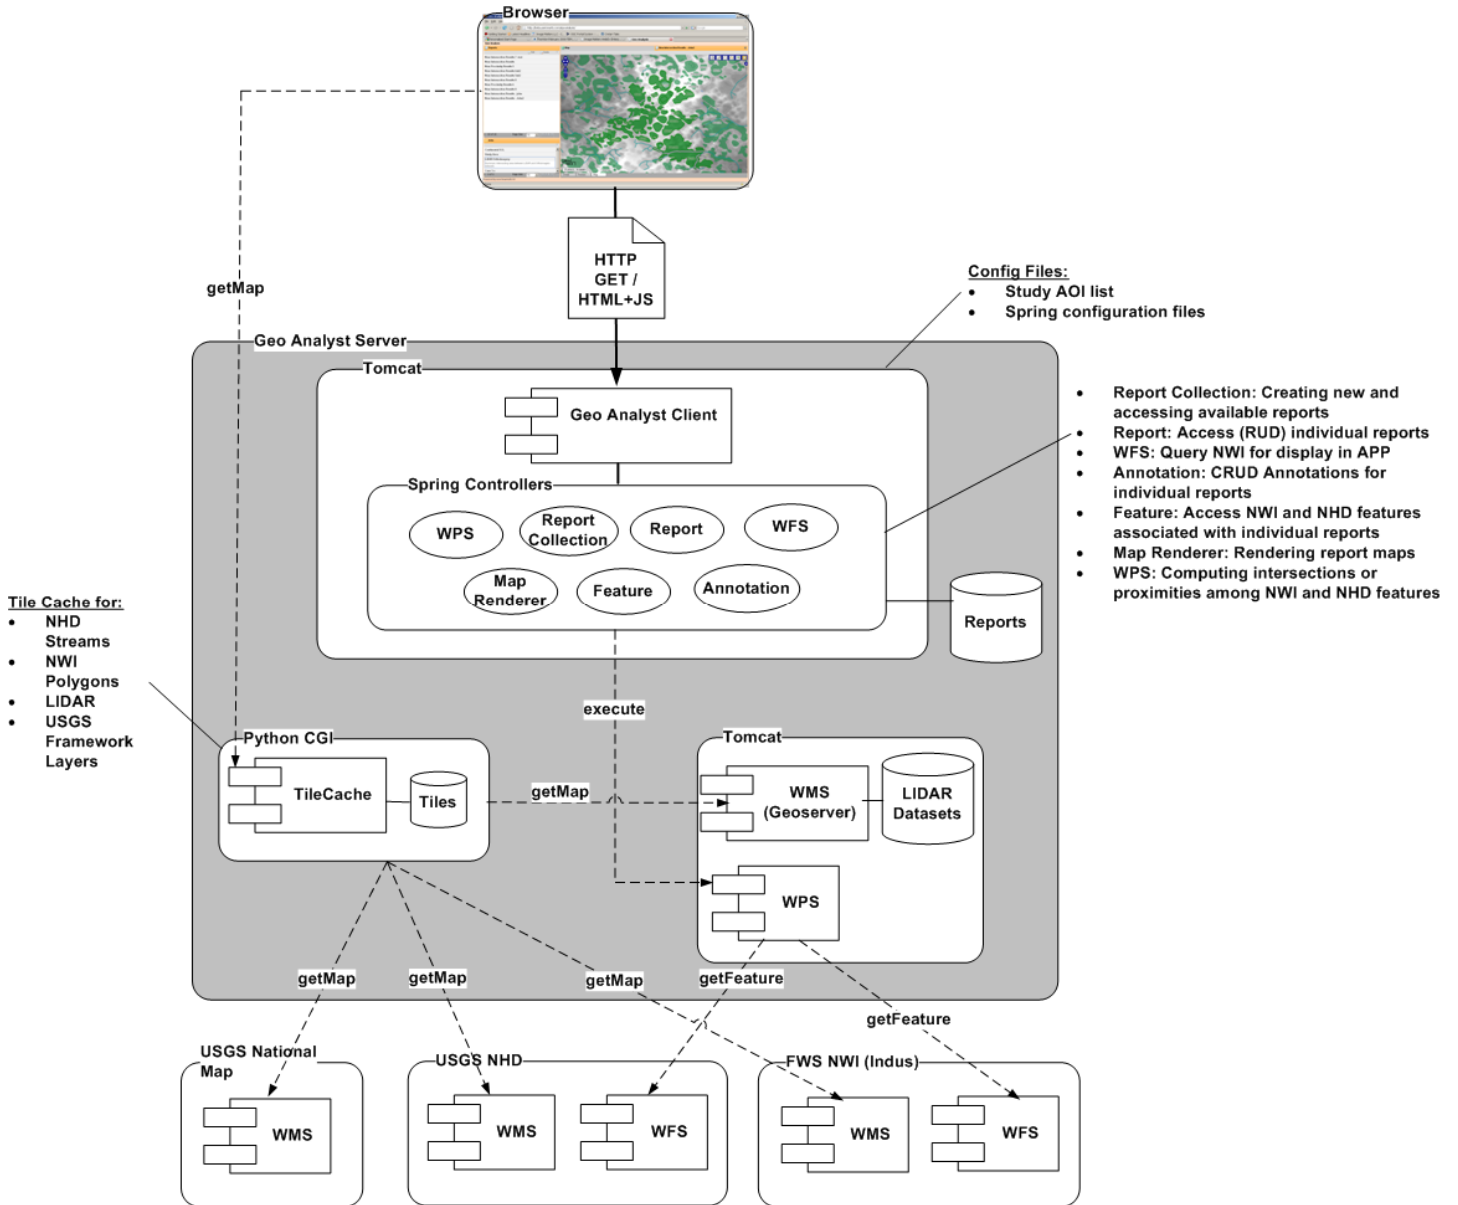 Browser
HTTP
GET /
HTML+JS
getMap
Config Files:
• Study AOI list
• Spring configuration files
Geo Analyst Server
Tomcat
Geo Analyst Client
Spring Controllers
WPS
Report
Collection
Report
WFS
Map
Renderer
Feature
Annotation
• Report Collection: Creating new and
accessing available reports
• Report: Access (RUD) individual reports
• WFS: Query NWI for display in APP
• Annotation: CRUD Annotations for
individual reports
• Feature: Access NWI and NHD features
associated with individual reports
• Map Renderer: Rendering report maps
• WPS: Computing intersections or
proximities among NWI and NHD features
Reports
Tile Cache for:
• NHD
Streams
• NWI
Polygons
• LIDAR
• USGS
Framework
Layers
execute
Python CGI
TileCache
Tiles
getMap
Tomcat
WMS
(Geoserver)
LIDAR
Datasets
WPS
getMap
getMap
getMap
getFeature
getFeature
USGS National
Map
WMS
USGS NHD
WMS
WFS
FWS NWI (Indus)
WMS
WFS